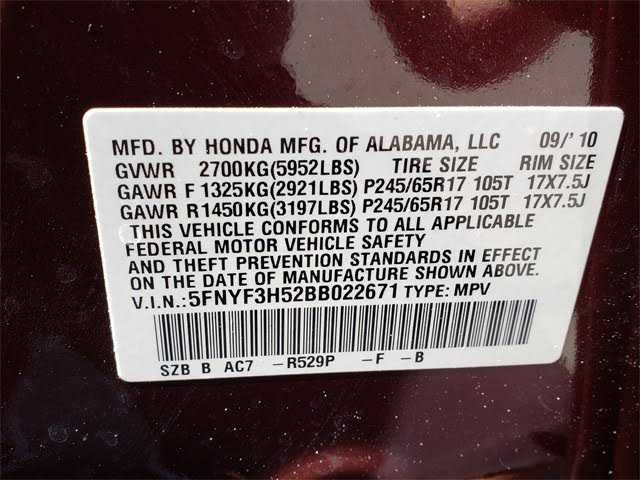 MFD. BY HONDA MFG. OF ALABAMA, LLC 09/' 10
GVWR 2700KG(5952LBS) TIRE SIZE RIM SIZE
GAWR F 1325KG(2921LBS) P245/65R17 105T 17X7.5J
GAWR R1450KG(3197LBS) P245/65R17 105T 17X7.5J
THIS VEHICLE CONFORMS TO ALL APPLICABLE
FEDERAL MOTOR VEHICLE SAFETY
AND THEFT PREVENTION STANDARDS IN EFFECT
ON THE DATE OF MANUFACTURE SHOWN ABOVE.
V.I.N.: 5FNYF3H52BB022671 TYPE: MPV
SZB B AC7 -R529P -F -B